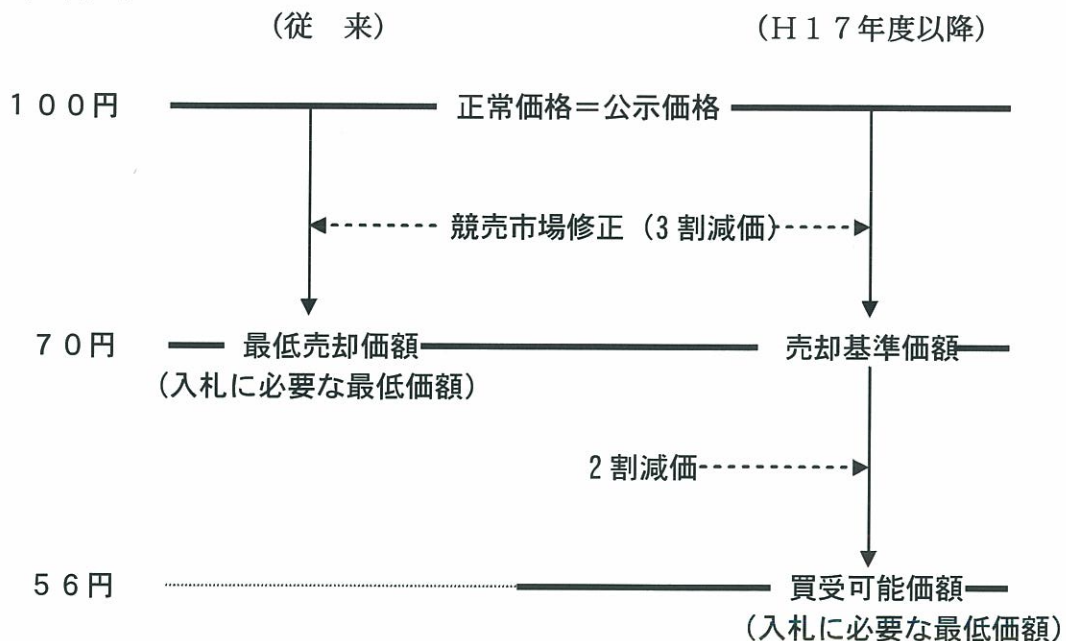 （従　来）　（Ｈ１７年度以降）
１００円　正常価格＝公示価格
競売市場修正（３割減価）
７０円　最低売却価額　売却基準価額
（入札に必要な最低価額）
２割減価
５６円　買受可能価額
（入札に必要な最低価額）